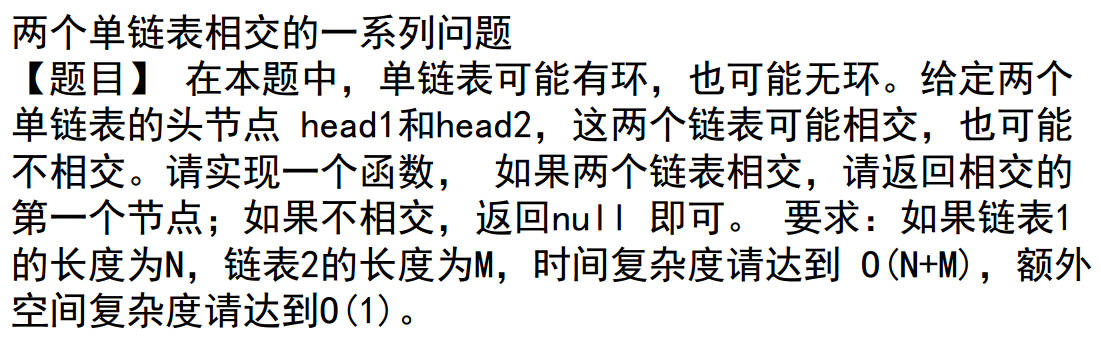 两个单链表相交的一系列问题
【题目】 在本题中，单链表可能有环，也可能无环。给定两个
单链表的头节点 head1和head2，这两个链表可能相交，也可能
不相交。请实现一个函数， 如果两个链表相交，请返回相交的
第一个节点；如果不相交，返回null 即可。 要求：如果链表1
的长度为N，链表2的长度为M，时间复杂度请达到 O(N+M)，额外
空间复杂度请达到O(1)。